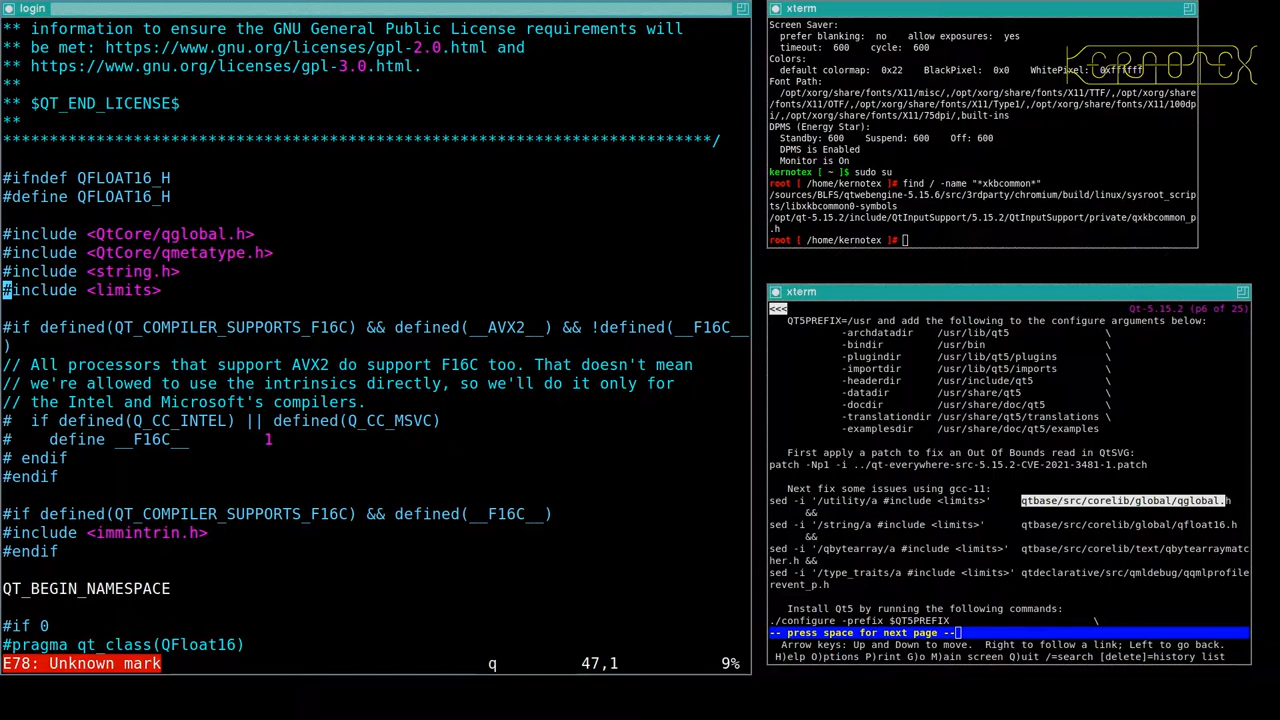 login
** information to ensure the GNU General Public License requirements will
** be met: https://www.gnu.org/licenses/gpl-2.0.html and
** https://www.gnu.org/licenses/gpl-3.0.html.
**
** $QT_END_LICENSE$
**
****************************************************************************/
#ifndef QFLOAT16_H
#define QFLOAT16_H
#include <QtCore/qglobal.h>
#include <QtCore/qmetatype.h>
#include <string.h>
#include <limits>
#if defined(QT_COMPILER_SUPPORTS_F16C) && defined(__AVX2__) && !defined(__F16C__
)
// All processors that support AVX2 do support F16C too. That doesn't mean
// we're allowed to use the intrinsics directly, so we'll do it only for
// the Intel and Microsoft's compilers.
#  if defined(Q_CC_INTEL) || defined(Q_CC_MSVC)
#    define __F16C__        1
# endif
#endif
#if defined(QT_COMPILER_SUPPORTS_F16C) && defined(__F16C__)
#include <immintrin.h>
#endif
QT_BEGIN_NAMESPACE
#if 0
#pragma qt_class(QFloat16)
E78: Unknown mark q 47,1 9%
xterm
Screen Saver:
  prefer blanking:  no    allow exposures:  yes
  timeout:  600    cycle:  600
Colors:
  default colormap:  0x22    BlackPixel:  0x0    WhitePixel:  0xffffff
KERNOTEX
Font Path:
  /opt/xorg/share/fonts/X11/misc/,/opt/xorg/share/fonts/X11/TTF/,/opt/xorg/share
/fonts/X11/OTF/,/opt/xorg/share/fonts/X11/Type1/,/opt/xorg/share/fonts/X11/100dp
i/,/opt/xorg/share/fonts/X11/75dpi/,built-ins
DPMS (Energy Star):
  Standby: 600    Suspend: 600    Off: 600
  DPMS is Enabled
  Monitor is On
kernotex [ ~ ]$ sudo su
root [ /home/kernotex ]# find / -name "*xkbcommon*"
/sources/BLFS/qtwebengine-5.15.6/src/3rdparty/chromium/build/linux/sysroot_scrip
ts/libxkbcommon0-symbols
/opt/qt-5.15.2/include/QtInputSupport/5.15.2/QtInputSupport/private/qxkbcommon_p
.h
root [ /home/kernotex ]#
xterm
<<< Qt-5.15.2 (p6 of 25)
QT5PREFIX=/usr and add the following to the configure arguments below:
-archdatadir    /usr/lib/qt5                \
-bindir         /usr/bin                    \
-plugindir      /usr/lib/qt5/plugins        \
-importdir      /usr/lib/qt5/imports        \
-headerdir      /usr/include/qt5            \
-datadir        /usr/share/qt5              \
-docdir         /usr/share/doc/qt5          \
-translationdir /usr/share/qt5/translations \
-examplesdir    /usr/share/doc/qt5/examples
First apply a patch to fix an Out Of Bounds read in QtSVG:
patch -Np1 -i ../qt-everywhere-src-5.15.2-CVE-2021-3481-1.patch
Next fix some issues using gcc-11:
sed -i '/utility/a #include <limits>'     qtbase/src/corelib/global/qglobal.h
&&
sed -i '/string/a #include <limits>'      qtbase/src/corelib/global/qfloat16.h
&&
sed -i '/qbytearray/a #include <limits>'  qtbase/src/corelib/text/qbytearraymatc
her.h &&
sed -i '/type_traits/a #include <limits>' qtdeclarative/src/qmldebug/qqmlprofile
revent_p.h
Install Qt5 by running the following commands:
./configure -prefix $QT5PREFIX                        \
-- press space for next page --
Arrow keys: Up and Down to move.  Right to follow a link; Left to go back.
H)elp O)ptions P)rint G)o M)ain screen Q)uit /=search [delete]=history list